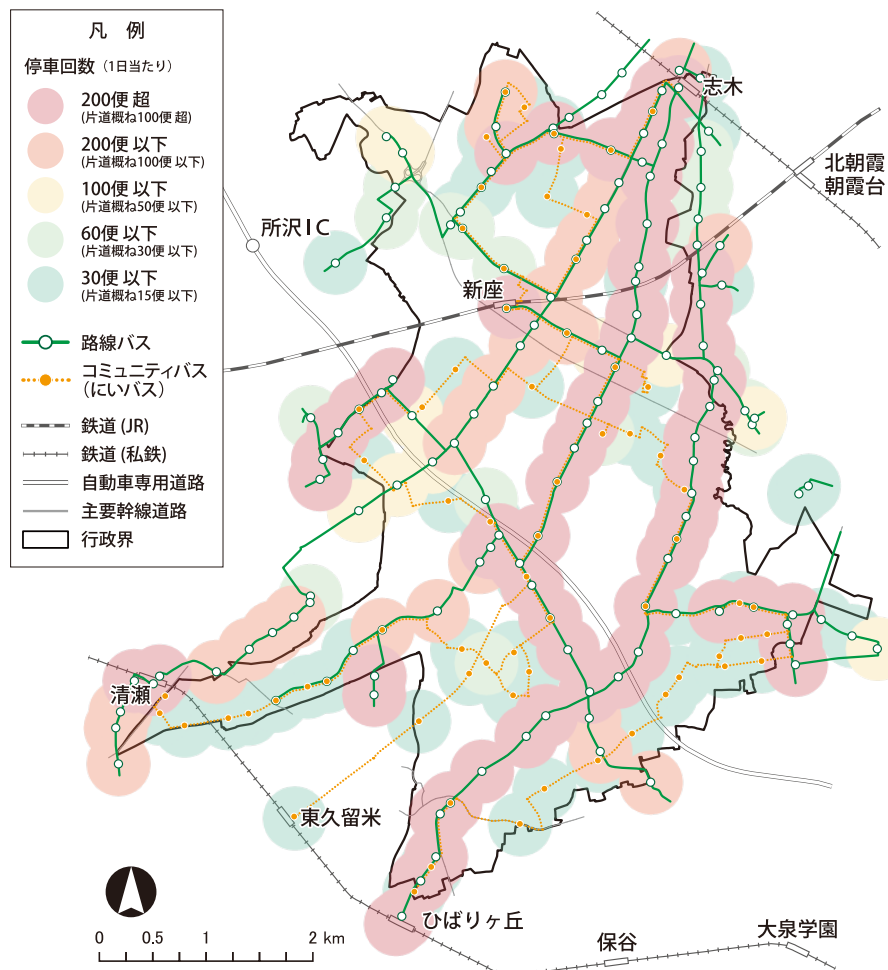 凡 例
停車回数 (1日当たり)
200便 超
(片道概ね100便 超)
200便 以下
(片道概ね100便 以下)
100便 以下
(片道概ね50便 以下)
60便 以下
(片道概ね30便 以下)
30便 以下
(片道概ね15便 以下)
路線バス
コミュニティバス
(にいバス)
鉄道 (JR)
鉄道 (私鉄)
自動車専用道路
主要幹線道路
行政界
志木
北朝霞
朝霞台
所沢IC
新座
清瀬
東久留米
ひばりヶ丘
保谷
大泉学園
0 0.5 1 2 km